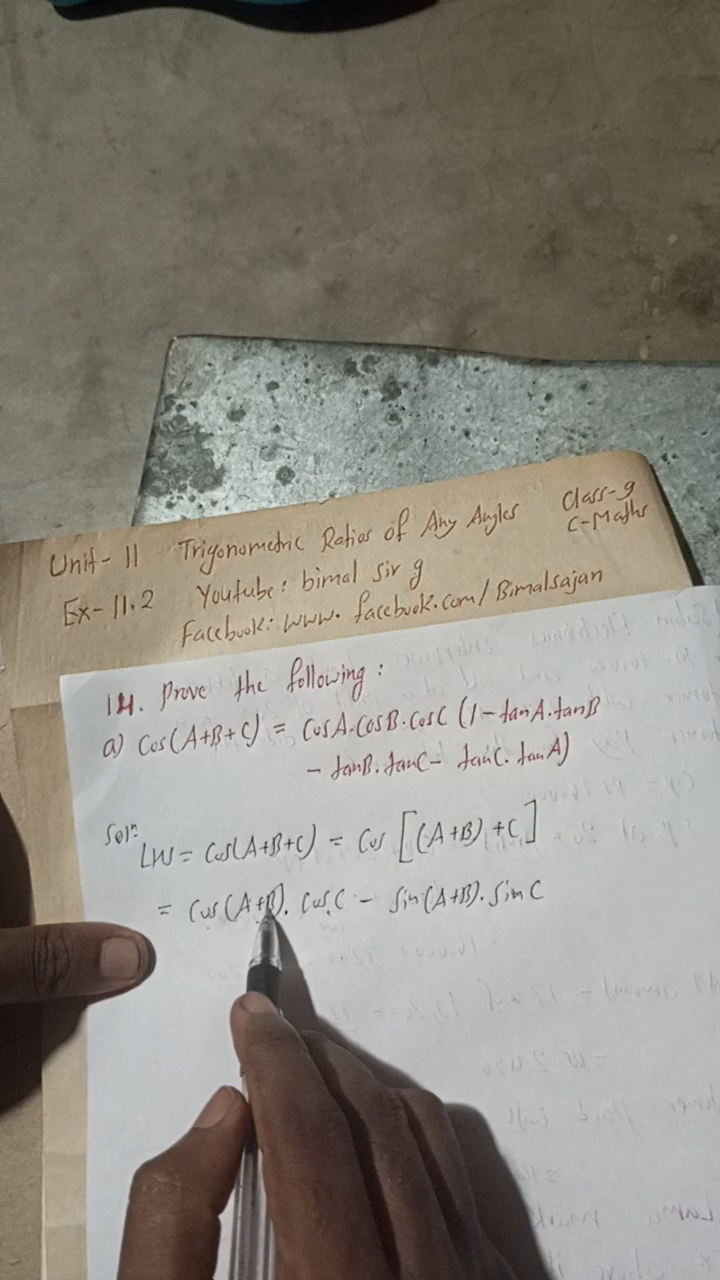 Unit- 11 Trigonometric Ratios of Any Angles Class-9
C-Maths
Ex-11.2 Youtube: bimal sir g
Facebook: www. facebook.com/Bimalsajan
14. Prove the following:
a) Cos(A+B+C) = CosA.CosB.CosC (1-tanA.tanB
- tanB.tanC- tanC.tanA)
Solⁿ:
LHS = Cos(A+B+C) = Cos [(A+B)+C]
= Cos(A+B). CosC - Sin(A+B).SinC